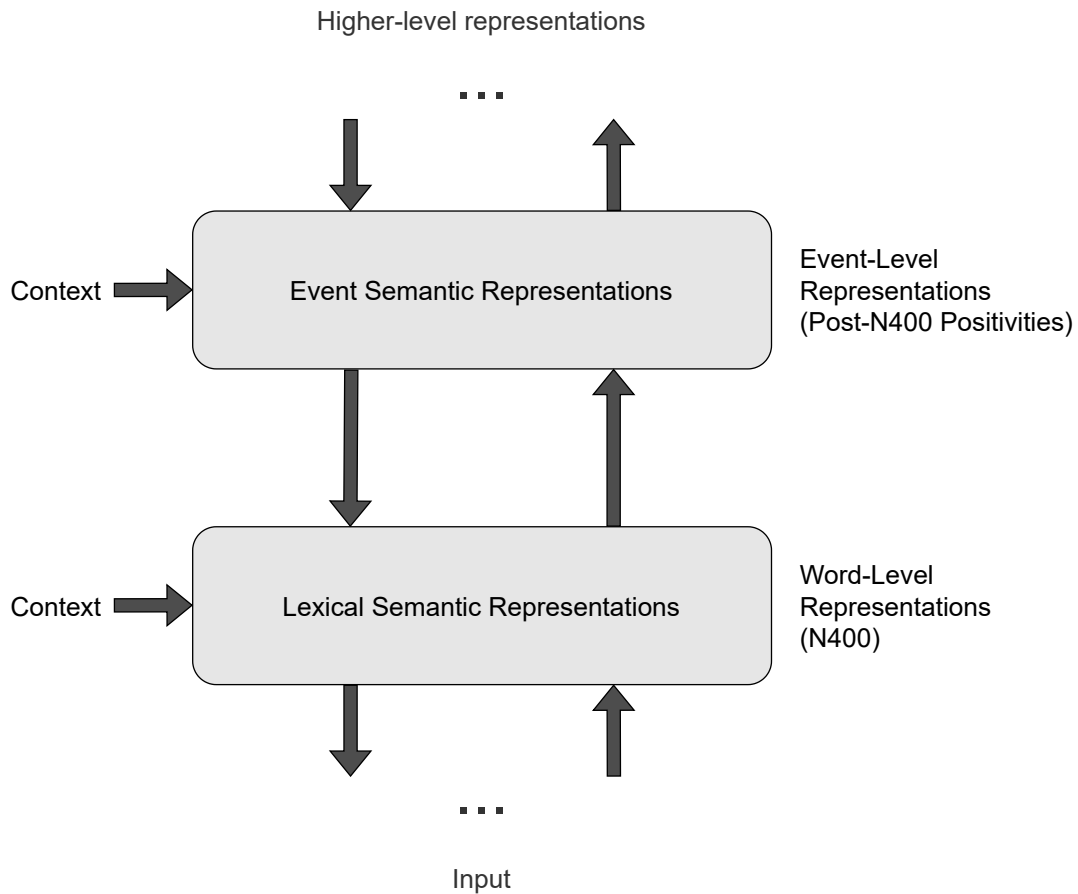 Higher-level representations
...
Context
Event Semantic Representations
Event-Level
Representations
(Post-N400 Positivities)
Context
Lexical Semantic Representations
Word-Level
Representations
(N400)
...
Input